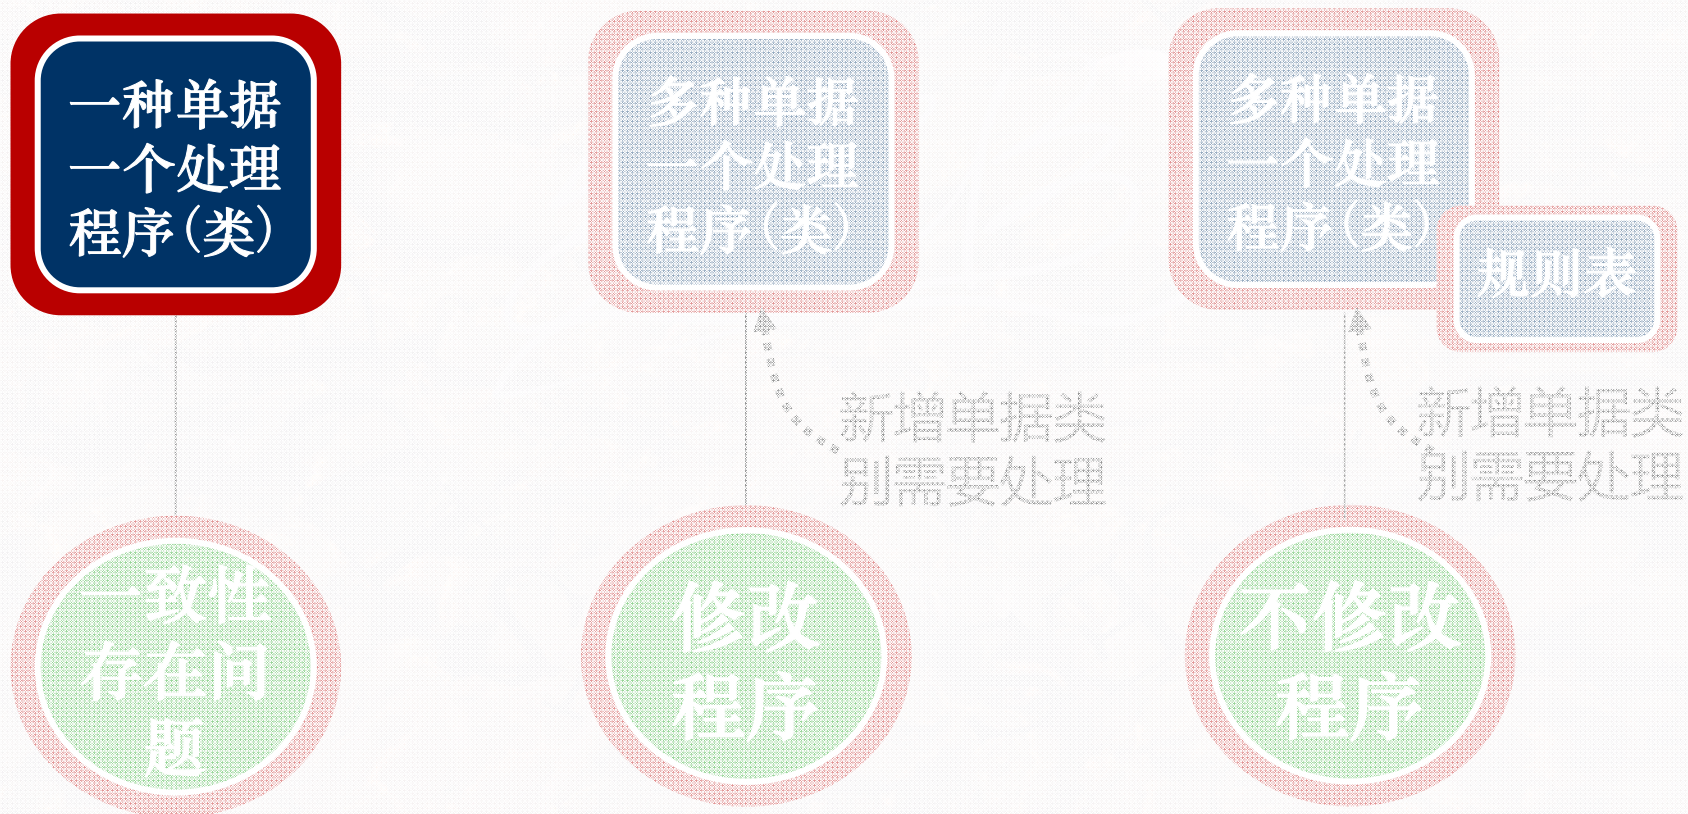 一种单据
一个处理
程序(类)
一致性
存在问
题
多种单据
一个处理
程序(类)
新增单据类
别需要处理
修改
程序
多种单据
一个处理
程序(类)
规则表
新增单据类
别需要处理
不修改
程序